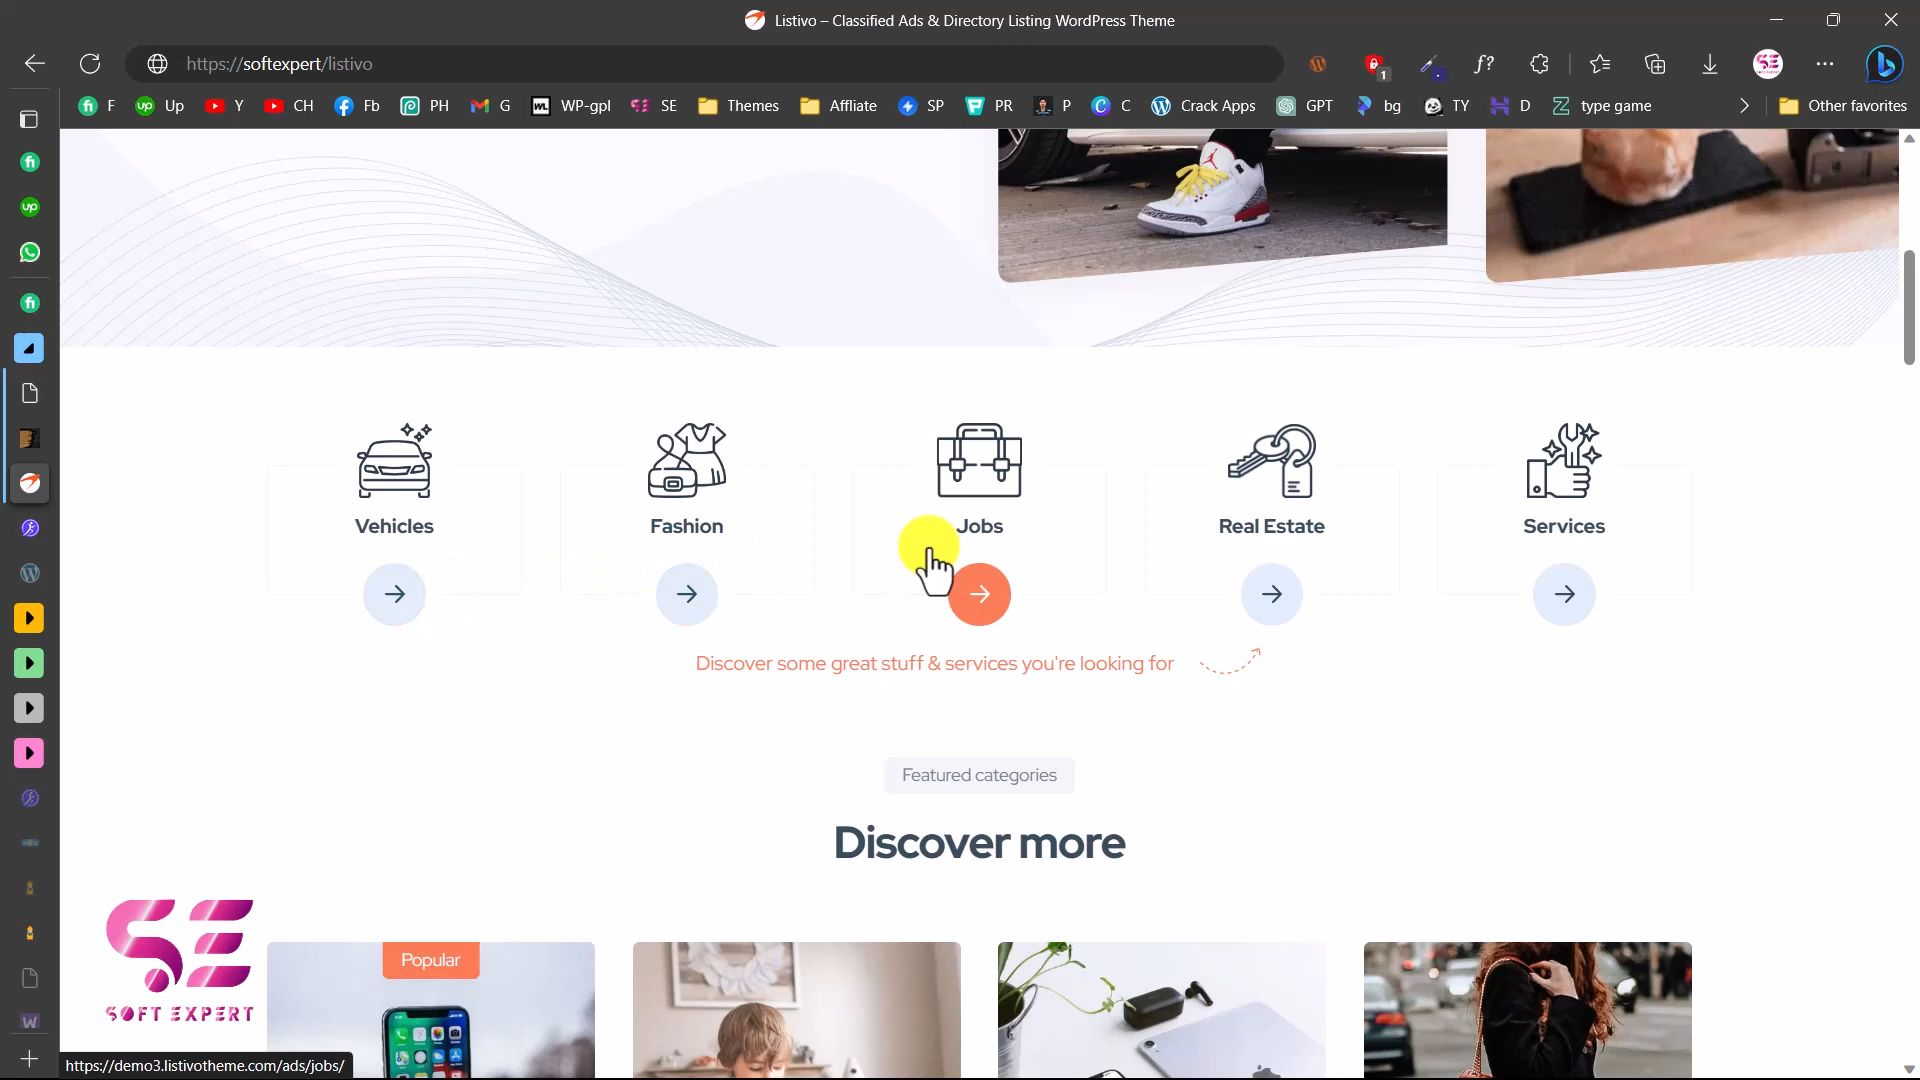 Listivo – Classified Ads & Directory Listing WordPress Theme
https://softexpert/listivo
f?
1
F Up Y CH Fb PH G WP-gpl SE Themes Affliate SP PR P C Crack Apps GPT bg TY D type game Other favorites
Vehicles
Fashion
Jobs
Real Estate
Services
Discover some great stuff & services you're looking for
Featured categories
Discover more
Popular
SE
SOFT EXPERT
https://demo3.listivotheme.com/ads/jobs/